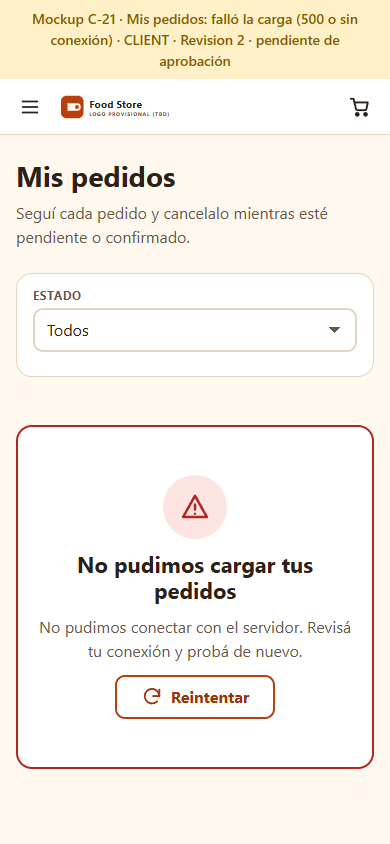 Mockup C-21 · Mis pedidos: falló la carga (500 o sin
conexión) · CLIENT · Revision 2 · pendiente de
aprobación
Food Store
LOGO PROVISIONAL (TBD)
Mis pedidos
Seguí cada pedido y cancelalo mientras esté
pendiente o confirmado.
ESTADO
Todos
No pudimos cargar tus
pedidos
No pudimos conectar con el servidor. Revisá
tu conexión y probá de nuevo.
Reintentar